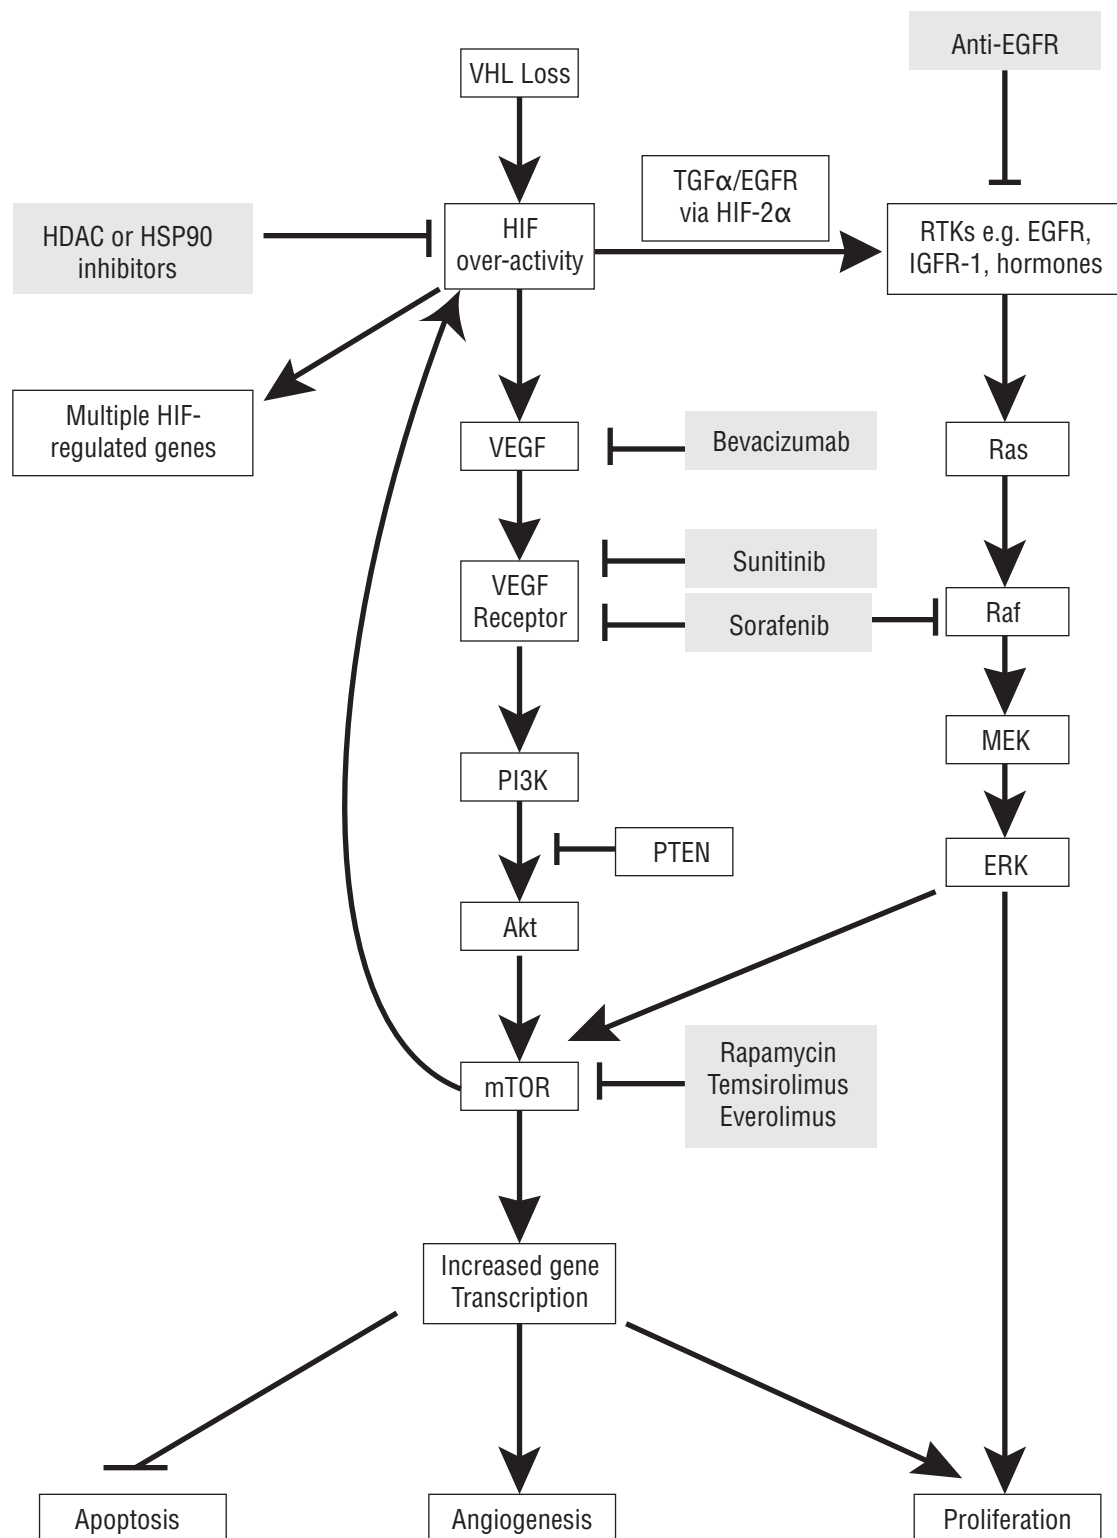 Anti-EGFR
VHL Loss
TGFα/EGFR
via HIF-2α
HDAC or HSP90
inhibitors
HIF
over-activity
RTKs e.g. EGFR,
IGFR-1, hormones
Multiple HIF-
regulated genes
VEGF
Bevacizumab
Ras
Sunitinib
VEGF
Receptor
Sorafenib
Raf
MEK
PI3K
PTEN
ERK
Akt
Rapamycin
Temsirolimus
Everolimus
mTOR
Increased gene
Transcription
Apoptosis
Angiogenesis
Proliferation